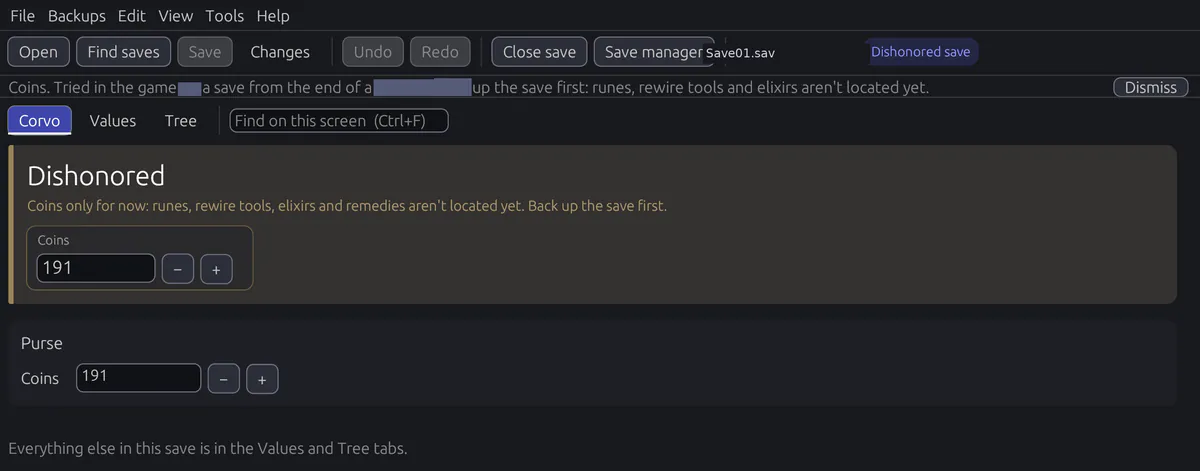 File Backups Edit View Tools Help
Open Find saves Save Changes Undo Redo Close save Save manager Save01.sav Dishonored save
Coins. Tried in the game a save from the end of a up the save first: runes, rewire tools and elixirs aren't located yet. Dismiss
Corvo Values Tree Find on this screen (Ctrl+F)
Dishonored
Coins only for now: runes, rewire tools, elixirs and remedies aren't located yet. Back up the save first.
Coins
191 − +
Purse
Coins 191 − +
Everything else in this save is in the Values and Tree tabs.